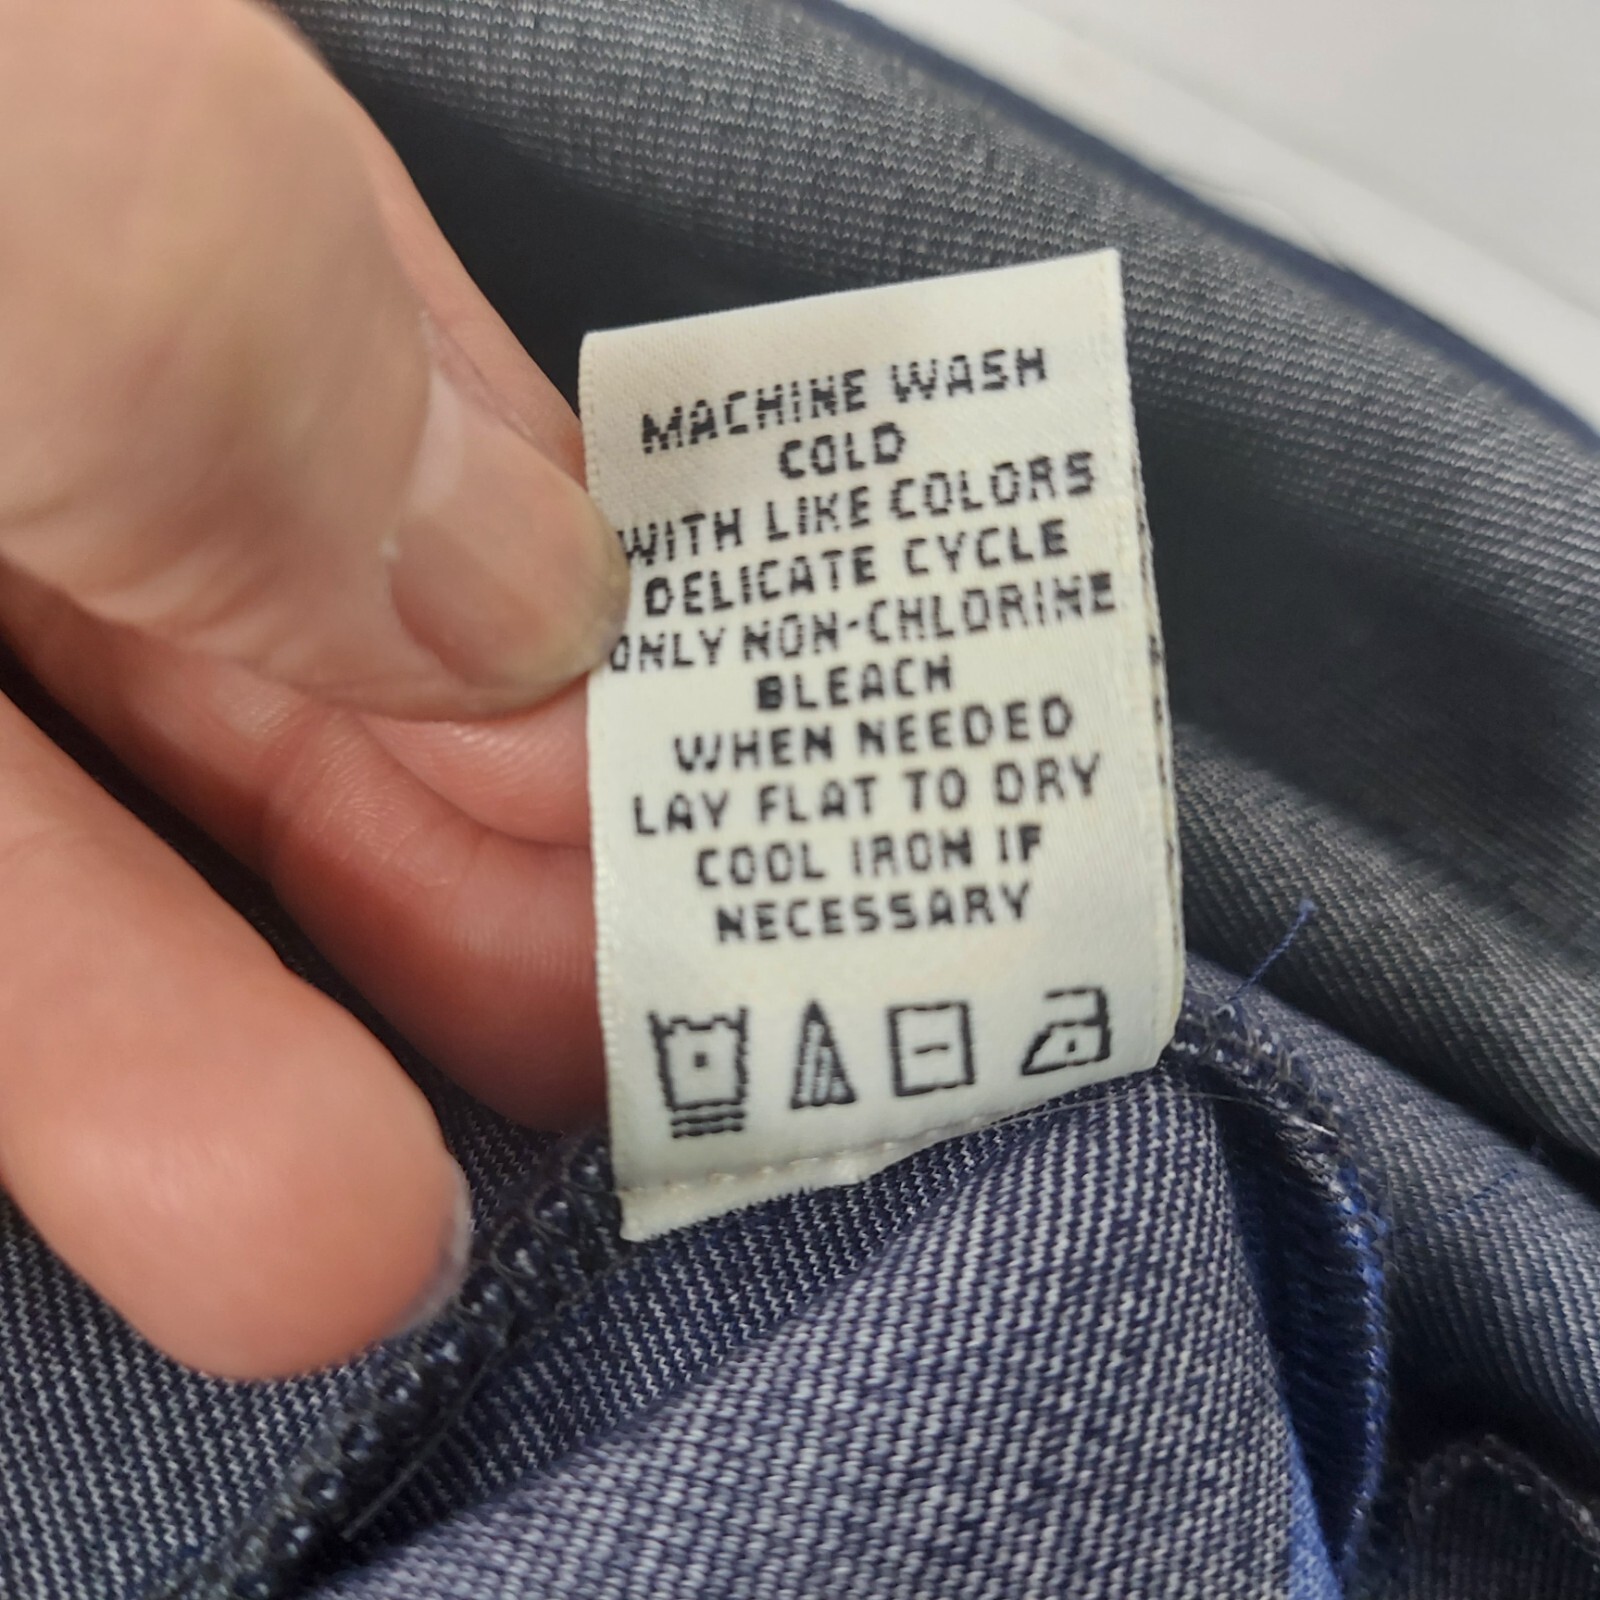 MACHINE WASH
COLD
WITH LIKE COLORS
DELICATE CYCLE
ONLY NON-CHLORINE
BLEACH
WHEN NEEDED
LAY FLAT TO DRY
COOL IRON IF
NECESSARY